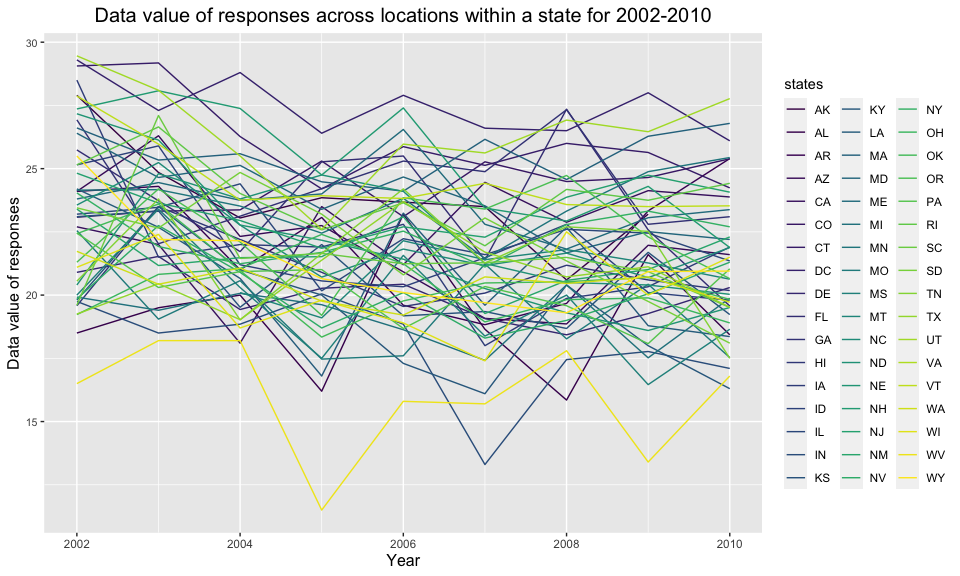 Data value of responses across locations within a state for 2002-2010
30
25
20
15
Data value of responses
2002
2004
2006
2008
2010
Year
states
AK KY NY
AL LA OH
AR MA OK
AZ MD OR
CA ME PA
CO MI RI
CT MN SC
DC MO SD
DE MS TN
FL MT TX
GA NC UT
HI ND VA
IA NE VT
ID NH WA
IL NJ WI
IN NM WV
KS NV WY